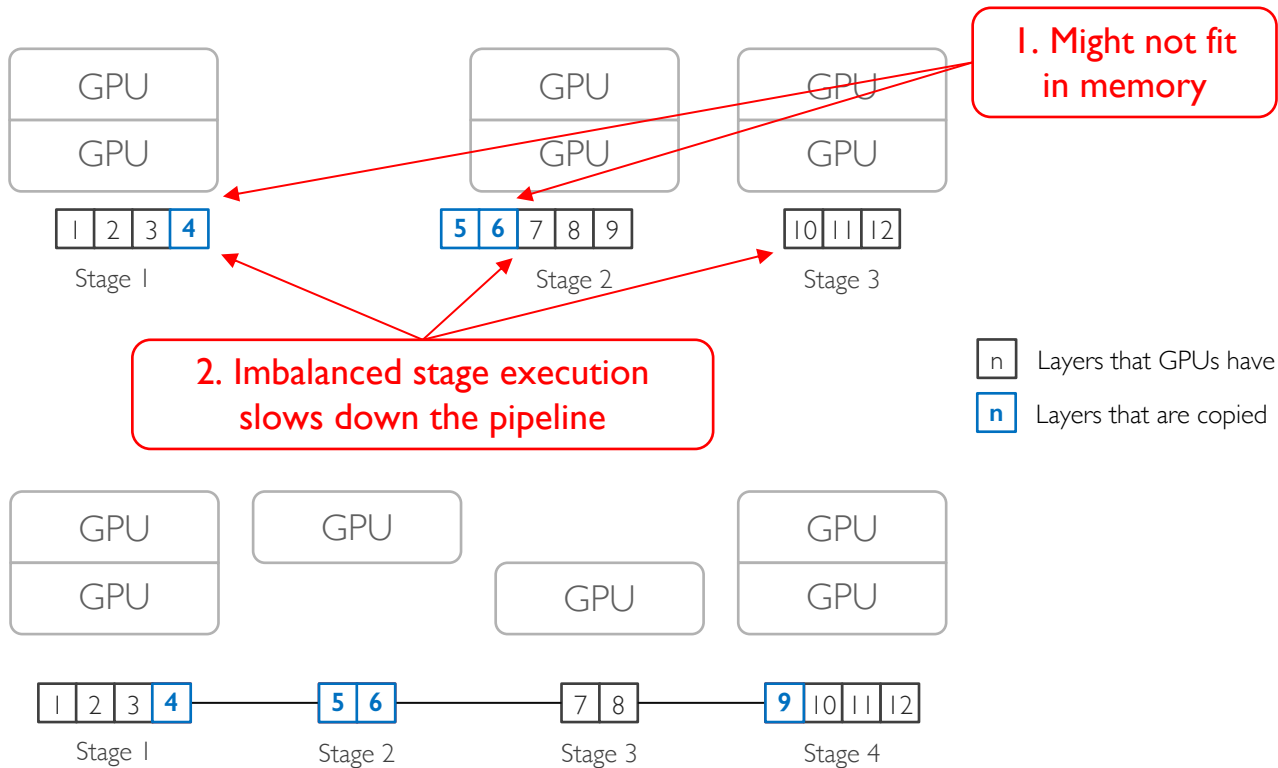 1. Might not fit
in memory
GPU
GPU
GPU
GPU
GPU
GPU
1 2 3 4
5 6 7 8 9
10 11 12
Stage 1
Stage 2
Stage 3
2. Imbalanced stage execution
slows down the pipeline
n Layers that GPUs have
n Layers that are copied
GPU
GPU
GPU
GPU
GPU
GPU
1 2 3 4
5 6
7 8
9 10 11 12
Stage 1
Stage 2
Stage 3
Stage 4